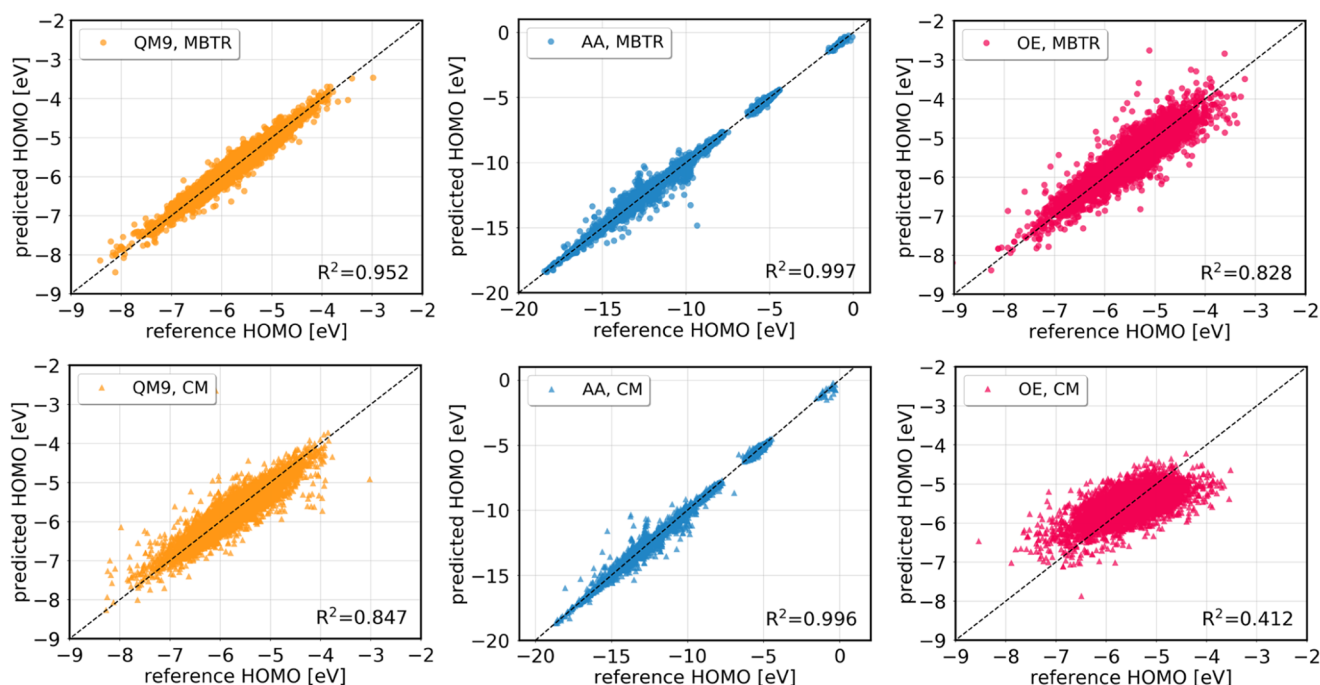 QM9, MBTR
predicted HOMO [eV]
−2
−3
−4
−5
−6
−7
−8
−9
R²=0.952
−9 −8 −7 −6 −5 −4 −3 −2
reference HOMO [eV]
AA, MBTR
predicted HOMO [eV]
0
−5
−10
−15
−20
R²=0.997
−20 −15 −10 −5 0
reference HOMO [eV]
OE, MBTR
predicted HOMO [eV]
−2
−3
−4
−5
−6
−7
−8
−9
R²=0.828
−9 −8 −7 −6 −5 −4 −3 −2
reference HOMO [eV]
QM9, CM
predicted HOMO [eV]
−2
−3
−4
−5
−6
−7
−8
−9
R²=0.847
−9 −8 −7 −6 −5 −4 −3 −2
reference HOMO [eV]
AA, CM
predicted HOMO [eV]
0
−5
−10
−15
−20
R²=0.996
−20 −15 −10 −5 0
reference HOMO [eV]
OE, CM
predicted HOMO [eV]
−2
−3
−4
−5
−6
−7
−8
−9
R²=0.412
−9 −8 −7 −6 −5 −4 −3 −2
reference HOMO [eV]